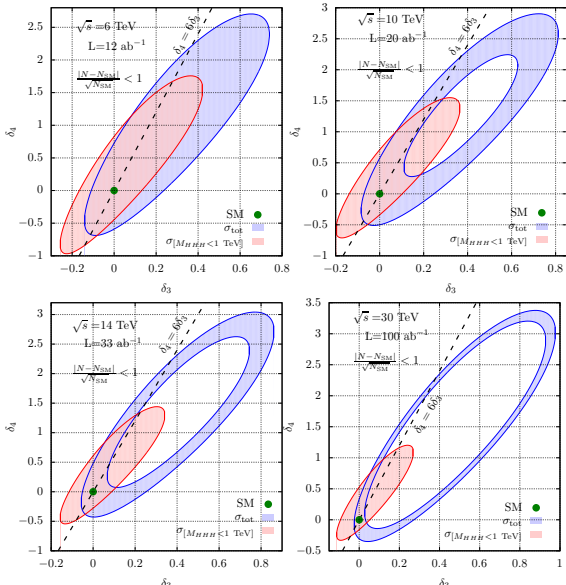 √s = 6 TeV
L=12 ab⁻¹
|N−N_SM|/√N_SM < 1
δ₄ = 6δ₃
SM
σ_tot
σ_[M_HHH<1 TeV]
2.5
2
1.5
1
0.5
0
-0.5
-1
-0.2 0 0.2 0.4 0.6 0.8
δ₃
δ₄
√s = 10 TeV
L=20 ab⁻¹
|N−N_SM|/√N_SM < 1
δ₄ = 6δ₃
SM
σ_tot
σ_[M_HHH<1 TeV]
3
2.5
2
1.5
1
0.5
0
-0.5
-1
-0.2 0 0.2 0.4 0.6 0.8
δ₃
δ₄
√s = 14 TeV
L=33 ab⁻¹
|N−N_SM|/√N_SM < 1
δ₄ = 6δ₃
SM
σ_tot
σ_[M_HHH<1 TeV]
3
2.5
2
1.5
1
0.5
0
-0.5
-1
-0.2 0 0.2 0.4 0.6 0.8
δ₃
δ₄
√s = 30 TeV
L=100 ab⁻¹
|N−N_SM|/√N_SM < 1
δ₄ = 6δ₃
SM
σ_tot
σ_[M_HHH<1 TeV]
3.5
3
2.5
2
1.5
1
0.5
0
-0.5
0 0.2 0.4 0.6 0.8 1
δ₃
δ₄